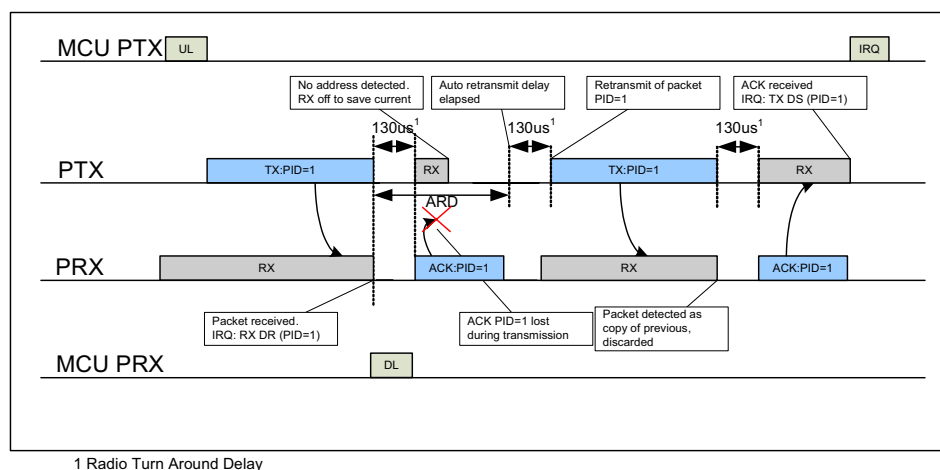 MCU PTX
UL
IRQ
No address detected.
RX off to save current
Auto retransmit delay
elapsed
Retransmit of packet
PID=1
ACK received
IRQ: TX DS (PID=1)
130us1
130us1
130us1
PTX
TX:PID=1
RX
TX:PID=1
RX
ARD
PRX
RX
ACK:PID=1
RX
ACK:PID=1
Packet received.
IRQ: RX DR (PID=1)
ACK PID=1 lost
during transmission
Packet detected as
copy of previous,
discarded
MCU PRX
DL
1 Radio Turn Around Delay